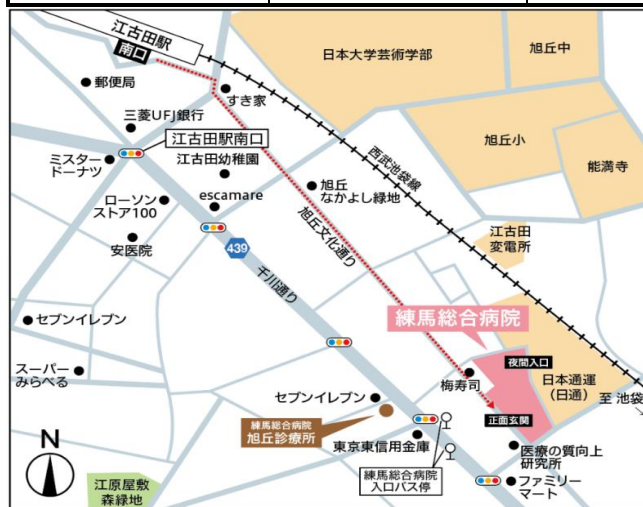 江古田駅
南口
日本大学芸術学部
旭丘中
郵便局
すき家
三菱UFJ銀行
江古田駅南口
旭丘小
能満寺
ミスター
ドーナツ
江古田幼稚園
西武池袋線
ローソン
ストア100
escamare
旭丘
なかよし緑地
安医院
439
旭丘文化通り
江古田
変電所
千川通り
練馬総合病院
セブンイレブン
夜間入口
スーパー
みらべる
梅寿司
日本通運
(日通)
至 池袋
セブンイレブン
練馬総合病院
旭丘診療所
正面玄関
東京東信用金庫
医療の質向上
研究所
N
練馬総合病院
入口バス停
ファミリー
マート
江原屋敷
森緑地